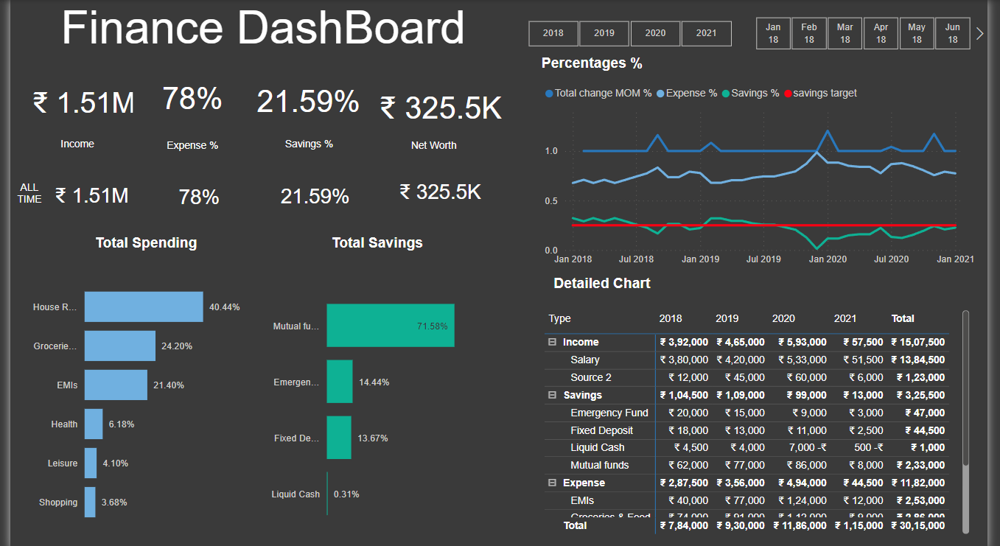 Finance DashBoard
2018 2019 2020 2021
Jan 18 Feb 18 Mar 18 Apr 18 May 18 Jun 18
₹ 1.51M 78% 21.59% ₹ 325.5K
Income Expense % Savings % Net Worth
ALL TIME ₹ 1.51M 78% 21.59% ₹ 325.5K
Total Spending
House R... 40.44%
Grocerie... 24.20%
EMIs 21.40%
Health 6.18%
Leisure 4.10%
Shopping 3.68%
Total Savings
Mutual fu... 71.58%
Emergen... 14.44%
Fixed De... 13.67%
Liquid Cash 0.31%
Percentages %
Total change MOM % Expense % Savings % savings target
1.0
0.5
0.0
Jan 2018 Jul 2018 Jan 2019 Jul 2019 Jan 2020 Jul 2020 Jan 2021
Detailed Chart
Type 2018 2019 2020 2021 Total
Income ₹ 3,92,000 ₹ 4,65,000 ₹ 5,93,000 ₹ 57,500 ₹ 15,07,500
Salary ₹ 3,80,000 ₹ 4,20,000 ₹ 5,33,000 ₹ 51,500 ₹ 13,84,500
Source 2 ₹ 12,000 ₹ 45,000 ₹ 60,000 ₹ 6,000 ₹ 1,23,000
Savings ₹ 1,04,500 ₹ 1,09,000 ₹ 99,000 ₹ 13,000 ₹ 3,25,500
Emergency Fund ₹ 20,000 ₹ 15,000 ₹ 9,000 ₹ 3,000 ₹ 47,000
Fixed Deposit ₹ 18,000 ₹ 13,000 ₹ 11,000 ₹ 2,500 ₹ 44,500
Liquid Cash ₹ 4,500 ₹ 4,000 7,000 -₹ 500 -₹ ₹ 1,000
Mutual funds ₹ 62,000 ₹ 77,000 ₹ 86,000 ₹ 8,000 ₹ 2,33,000
Expense ₹ 2,87,500 ₹ 3,56,000 ₹ 4,94,000 ₹ 44,500 ₹ 11,82,000
EMIs ₹ 40,000 ₹ 77,000 ₹ 1,24,000 ₹ 12,000 ₹ 2,53,000
Groceries & Food
Total ₹ 7,84,000 ₹ 9,30,000 ₹ 11,86,000 ₹ 1,15,000 ₹ 30,15,000